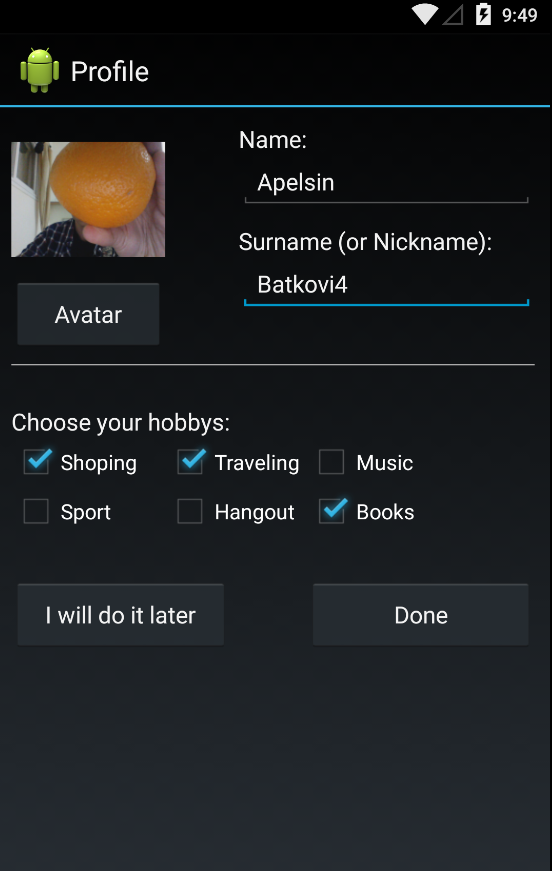 9:49
Profile
Name:
Apelsin
Surname (or Nickname):
Batkovi4
Avatar
Choose your hobbys:
Shoping Traveling Music
Sport Hangout Books
I will do it later Done